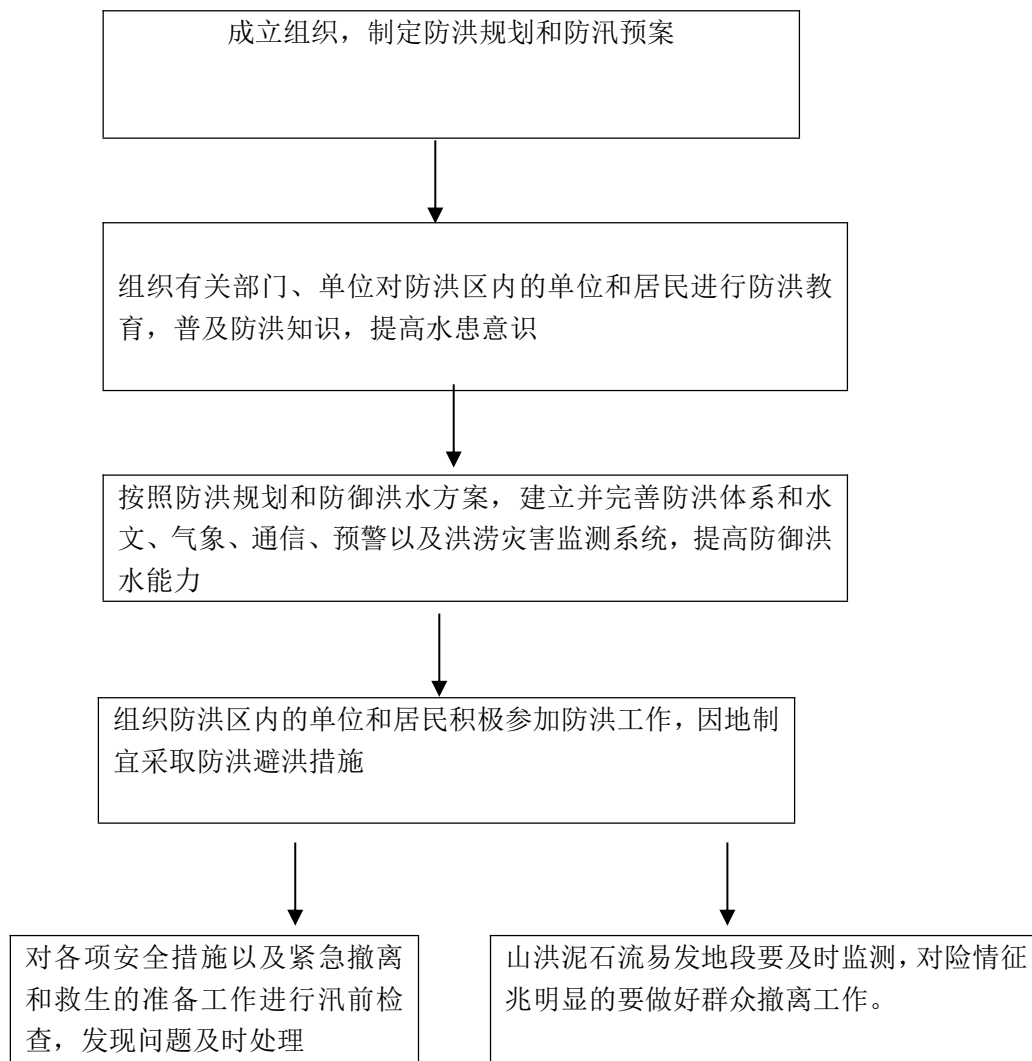 成立组织，制定防洪规划和防汛预案
组织有关部门、单位对防洪区内的单位和居民进行防洪教
育，普及防洪知识，提高水患意识
按照防洪规划和防御洪水方案，建立并完善防洪体系和水
文、气象、通信、预警以及洪涝灾害监测系统，提高防御洪
水能力
组织防洪区内的单位和居民积极参加防洪工作，因地制
宜采取防洪避洪措施
对各项安全措施以及紧急撤离
和救生的准备工作进行汛前检
查，发现问题及时处理
山洪泥石流易发地段要及时监测，对险情征
兆明显的要做好群众撤离工作。